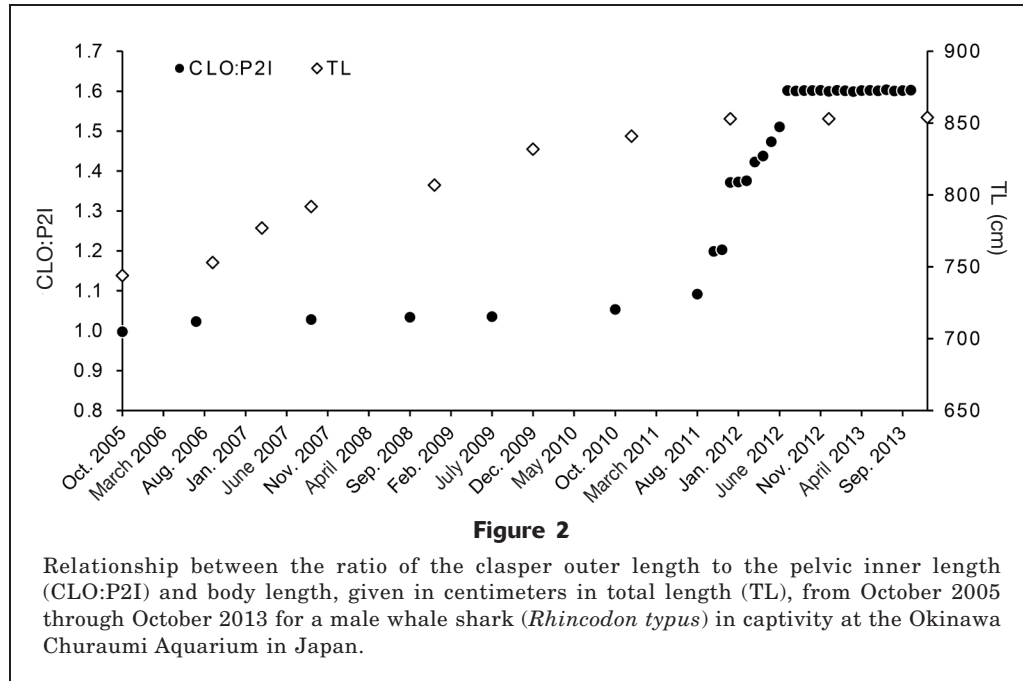 1.7
1.6
1.5
1.4
1.3
1.2
1.1
1.0
0.9
0.8
CLO:P2I
CLO:P2I TL
900
850
800
750
700
650
TL (cm)
Oct. 2005
March 2006
Aug. 2006
Jan. 2007
June 2007
Nov. 2007
April 2008
Sep. 2008
Feb. 2009
July 2009
Dec. 2009
May 2010
Oct. 2010
March 2011
Aug. 2011
Jan. 2012
June 2012
Nov. 2012
April 2013
Sep. 2013
Figure 2
Relationship between the ratio of the clasper outer length to the pelvic inner length
(CLO:P2I) and body length, given in centimeters in total length (TL), from October 2005
through October 2013 for a male whale shark (Rhincodon typus) in captivity at the Okinawa
Churaumi Aquarium in Japan.